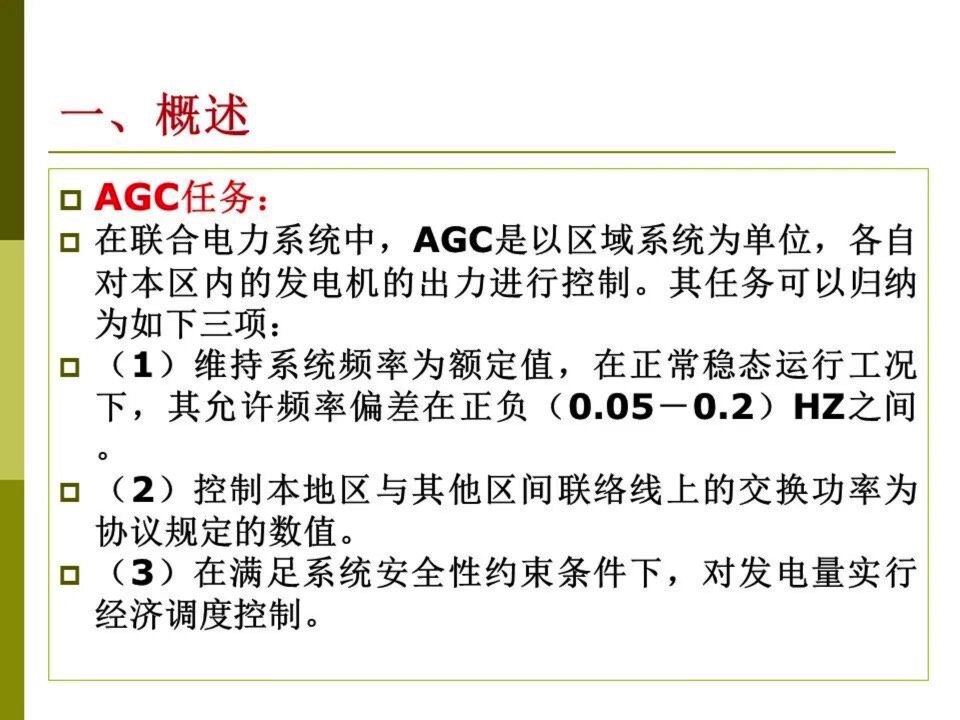 一、概述
AGC任务：
在联合电力系统中，AGC是以区域系统为单位，各自
对本区内的发电机的出力进行控制。其任务可以归纳
为如下三项：
（1）维持系统频率为额定值，在正常稳态运行工况
下，其允许频率偏差在正负（0.05－0.2）HZ之间
。
（2）控制本地区与其他区间联络线上的交换功率为
协议规定的数值。
（3）在满足系统安全性约束条件下，对发电量实行
经济调度控制。